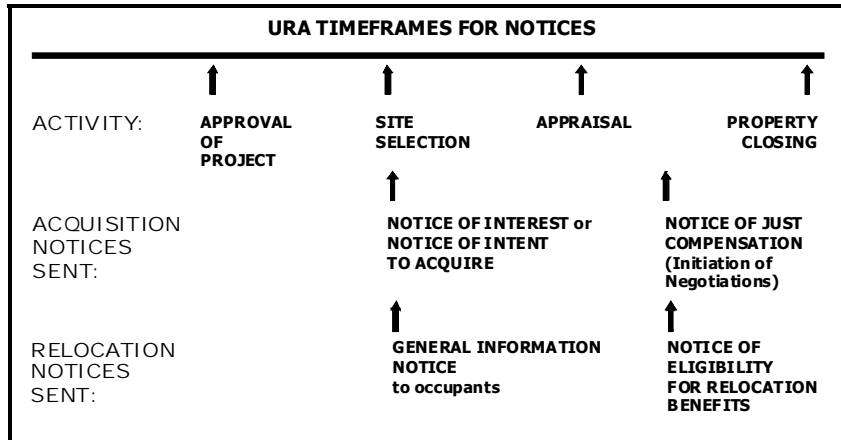 URA TIMEFRAMES FOR NOTICES
ACTIVITY:
APPROVAL
OF
PROJECT
SITE
SELECTION
APPRAISAL
PROPERTY
CLOSING
ACQUISITION
NOTICES
SENT:
NOTICE OF INTEREST or
NOTICE OF INTENT
TO ACQUIRE
NOTICE OF JUST
COMPENSATION
(Initiation of
Negotiations)
RELOCATION
NOTICES
SENT:
GENERAL INFORMATION
NOTICE
to occupants
NOTICE OF
ELIGIBILITY
FOR RELOCATION
BENEFITS